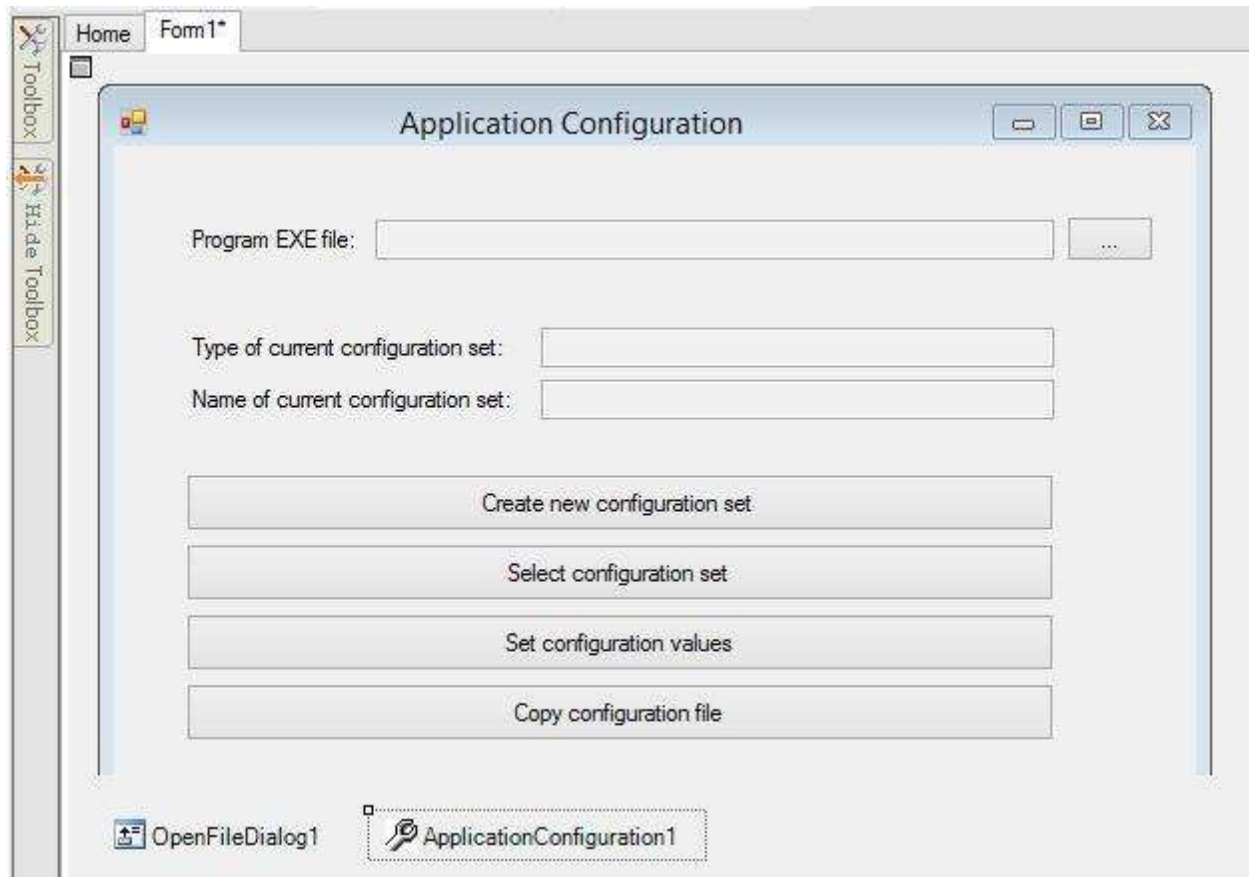 Home
Form1*
Toolbox
Hide Toolbox
Application Configuration
Program EXE file:
...
Type of current configuration set:
Name of current configuration set:
Create new configuration set
Select configuration set
Set configuration values
Copy configuration file
OpenFileDialog1
ApplicationConfiguration1